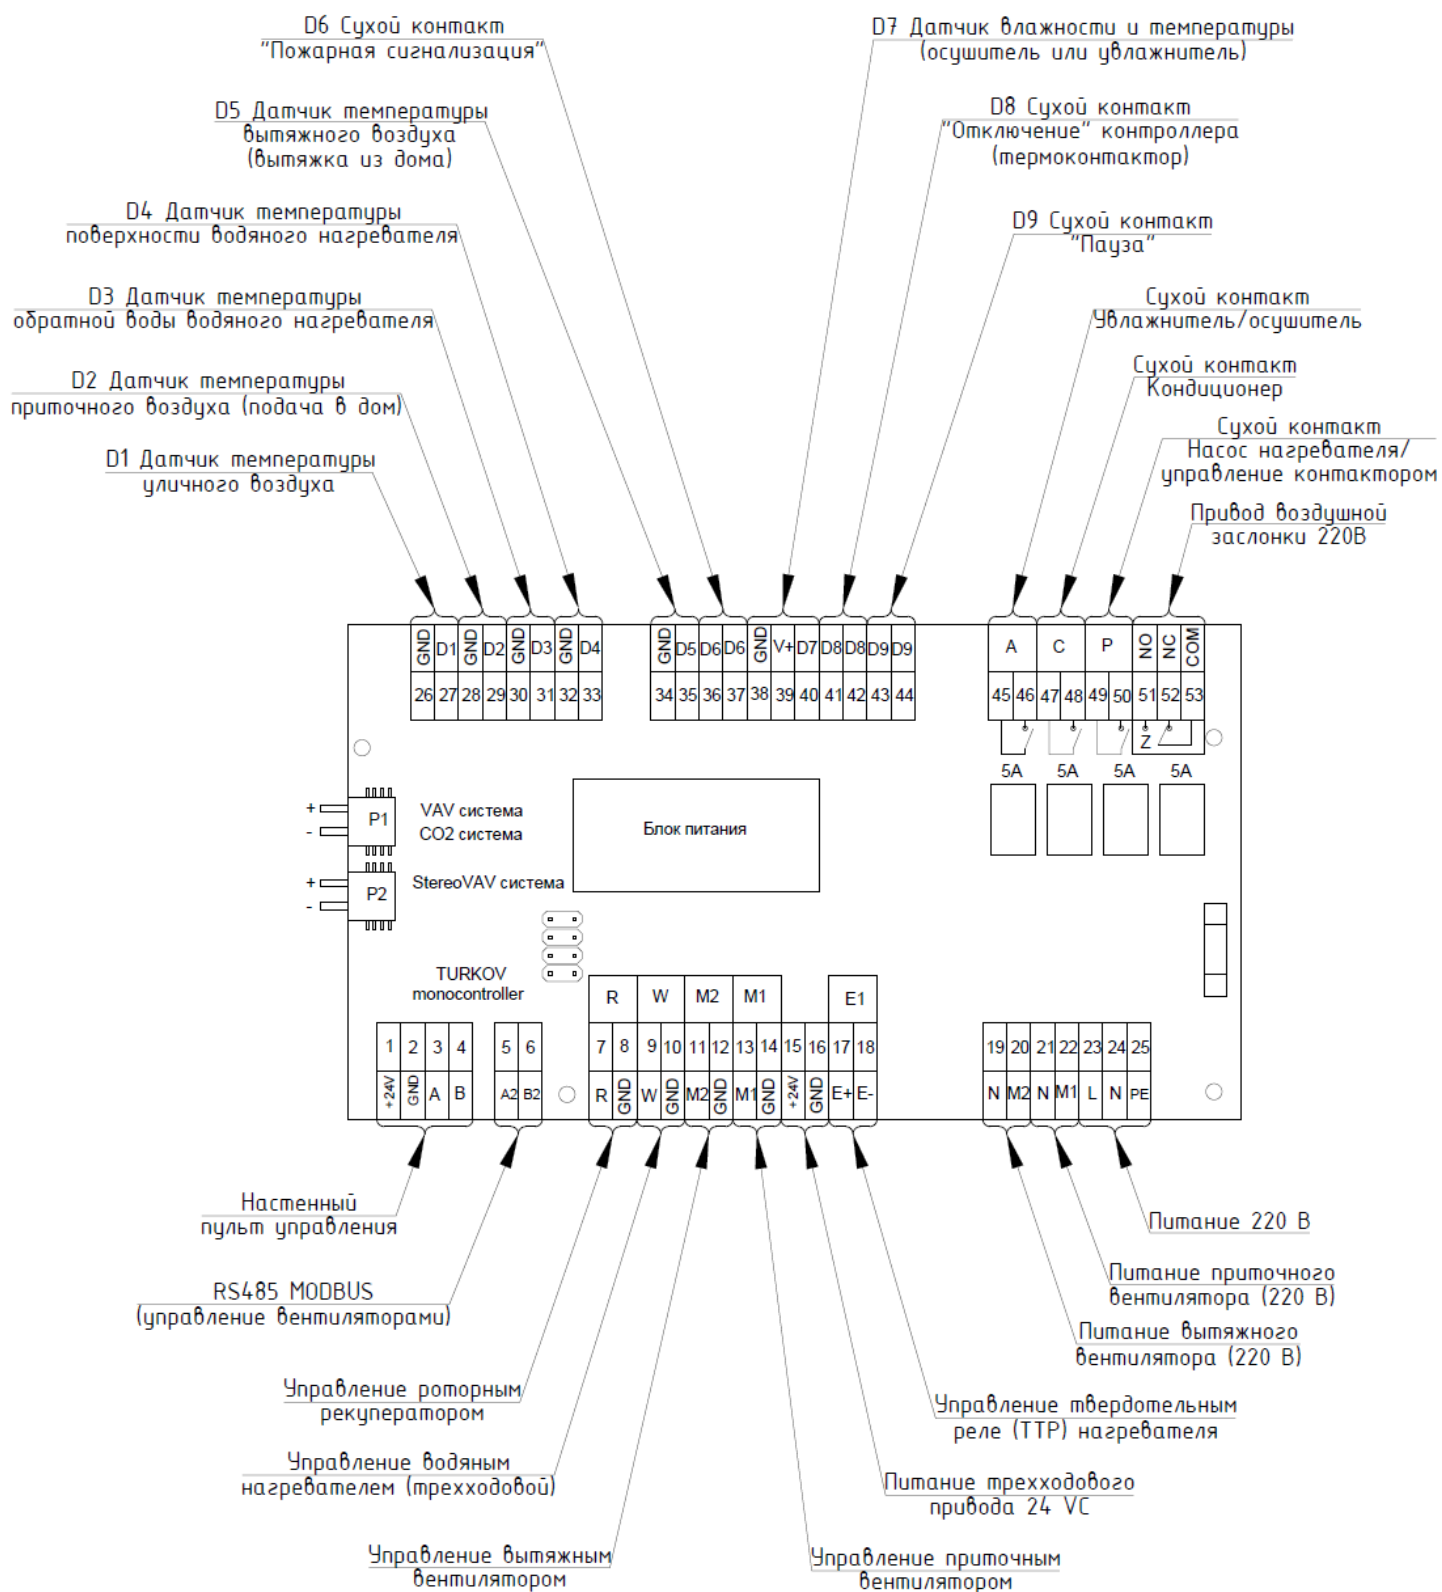 D6 Сухой контакт
"Пожарная сигнализация"
D7 Датчик влажности и температуры
(осушитель или увлажнитель)
D5 Датчик температуры
вытяжного воздуха
(вытяжка из дома)
D8 Сухой контакт
"Отключение" контроллера
(термоконтактор)
D4 Датчик температуры
поверхности водяного нагревателя
D9 Сухой контакт
"Пауза"
D3 Датчик температуры
обратной воды водяного нагревателя
Сухой контакт
Увлажнитель/осушитель
D2 Датчик температуры
приточного воздуха (подача в дом)
Сухой контакт
Кондиционер
D1 Датчик температуры
уличного воздуха
Сухой контакт
Насос нагревателя/
управление контактором
Привод воздушной
заслонки 220В
GND D1 GND D2 GND D3 GND D4
26 27 28 29 30 31 32 33
GND D5 D6 D6 GND V+ D7 D8 D8 D9 D9
34 35 36 37 38 39 40 41 42 43 44
A C P NO NC COM
45 46 47 48 49 50 51 52 53
Z
5A 5A 5A 5A
+
-
P1
VAV система
CO2 система
Блок питания
+
-
P2
StereoVAV система
TURKOV
monocontroller
R W M2 M1 E1
1 2 3 4 5 6 7 8 9 10 11 12 13 14 15 16 17 18
+24V GND A B A2 B2 R GND W GND M2 GND M1 GND +24V GND E+ E-
19 20 21 22 23 24 25
N M2 N M1 L N PE
Настенный
пульт управления
Питание 220 В
RS485 MODBUS
(управление вентиляторами)
Питание приточного
вентилятора (220 В)
Питание вытяжного
вентилятора (220 В)
Управление роторным
рекуператором
Управление твердотельным
реле (ТТР) нагревателя
Управление водяным
нагревателем (трехходовой)
Питание трехходового
привода 24 VC
Управление вытяжным
вентилятором
Управление приточным
вентилятором